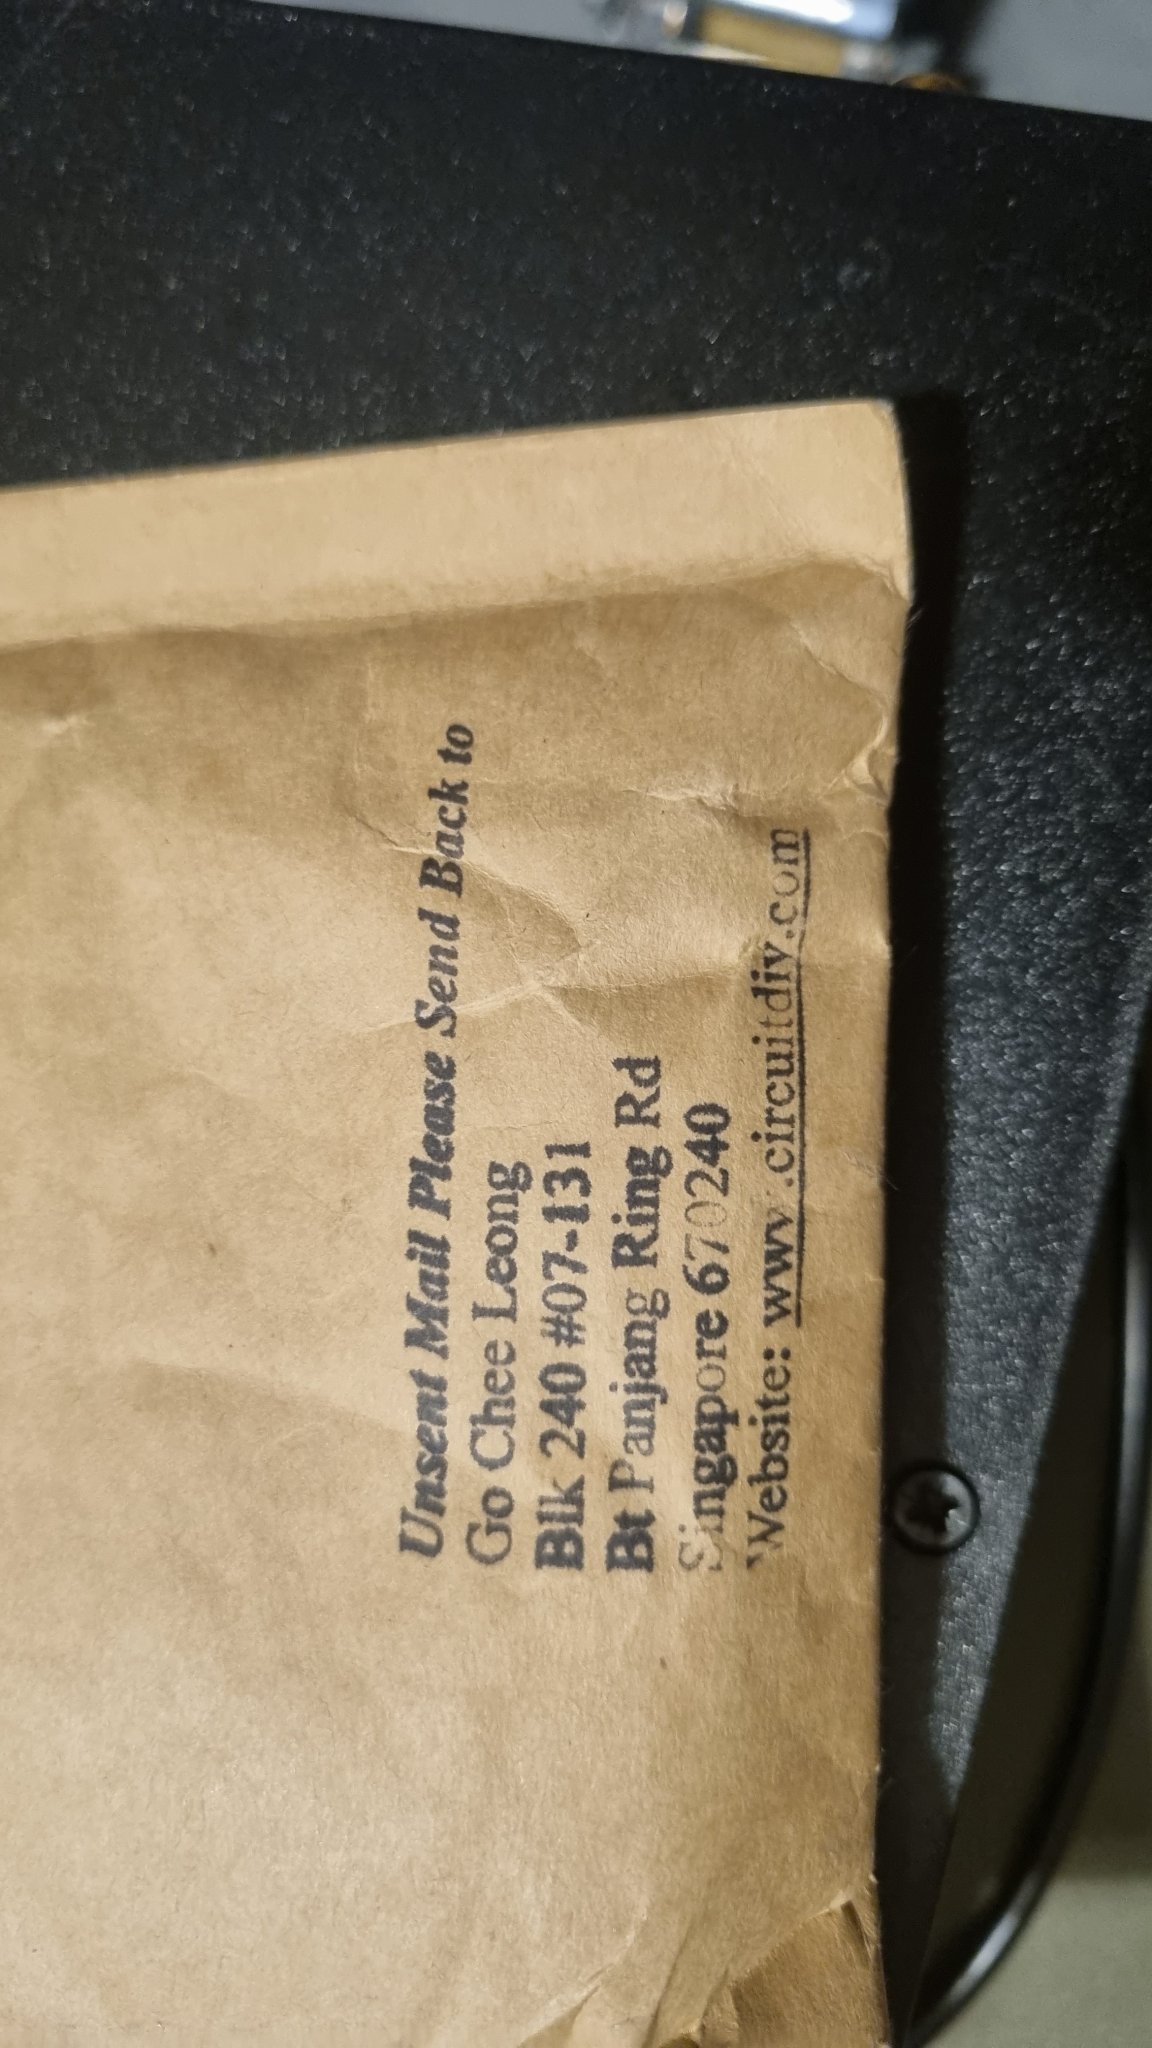 Unsent Mail Please Send Back to
Go Chee Leong
Blk 240 #07-131
Bt Panjang Ring Rd
Singapore 670240
Website: www.circuitdiy.com